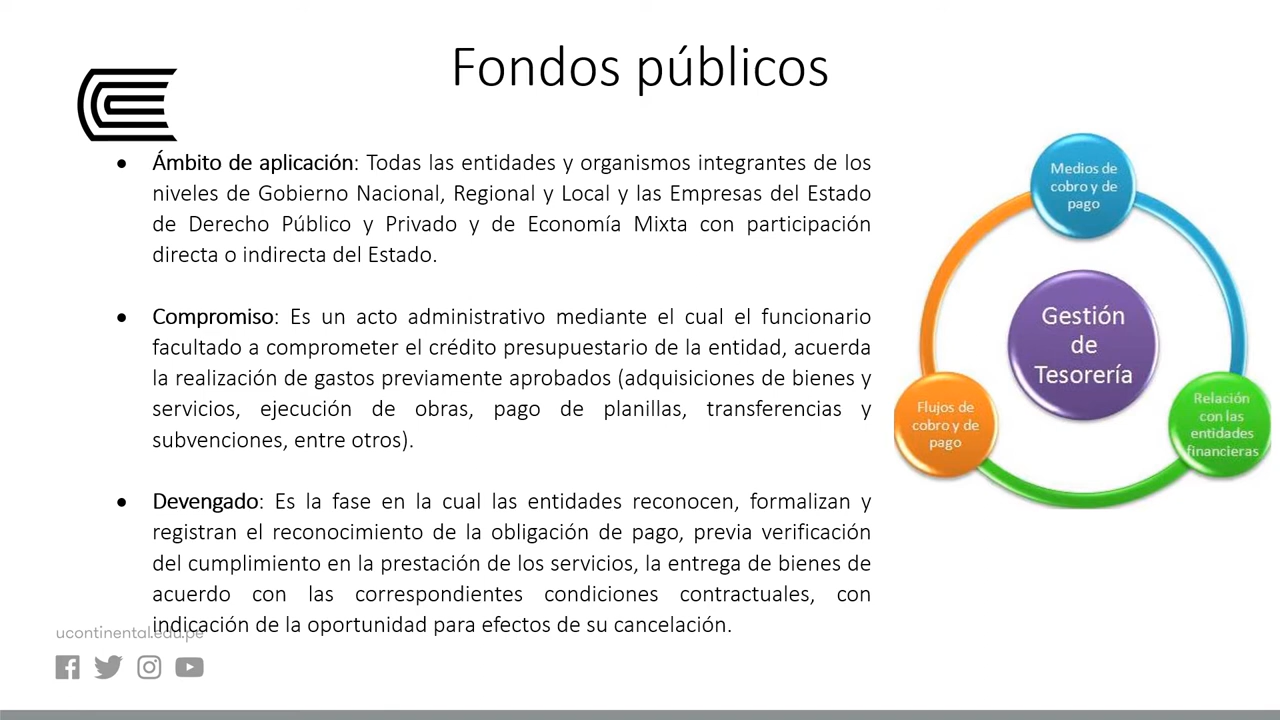 Fondos públicos
● Ámbito de aplicación: Todas las entidades y organismos integrantes de los
niveles de Gobierno Nacional, Regional y Local y las Empresas del Estado
de Derecho Público y Privado y de Economía Mixta con participación
directa o indirecta del Estado.
● Compromiso: Es un acto administrativo mediante el cual el funcionario
facultado a comprometer el crédito presupuestario de la entidad, acuerda
la realización de gastos previamente aprobados (adquisiciones de bienes y
servicios, ejecución de obras, pago de planillas, transferencias y
subvenciones, entre otros).
● Devengado: Es la fase en la cual las entidades reconocen, formalizan y
registran el reconocimiento de la obligación de pago, previa verificación
del cumplimiento en la prestación de los servicios, la entrega de bienes de
acuerdo con las correspondientes condiciones contractuales, con
indicación de la oportunidad para efectos de su cancelación.
ucontinental.edu.pe
Medios de
cobro y de
pago
Gestión
de
Tesorería
Flujos de
cobro y de
pago
Relación
con las
entidades
financieras